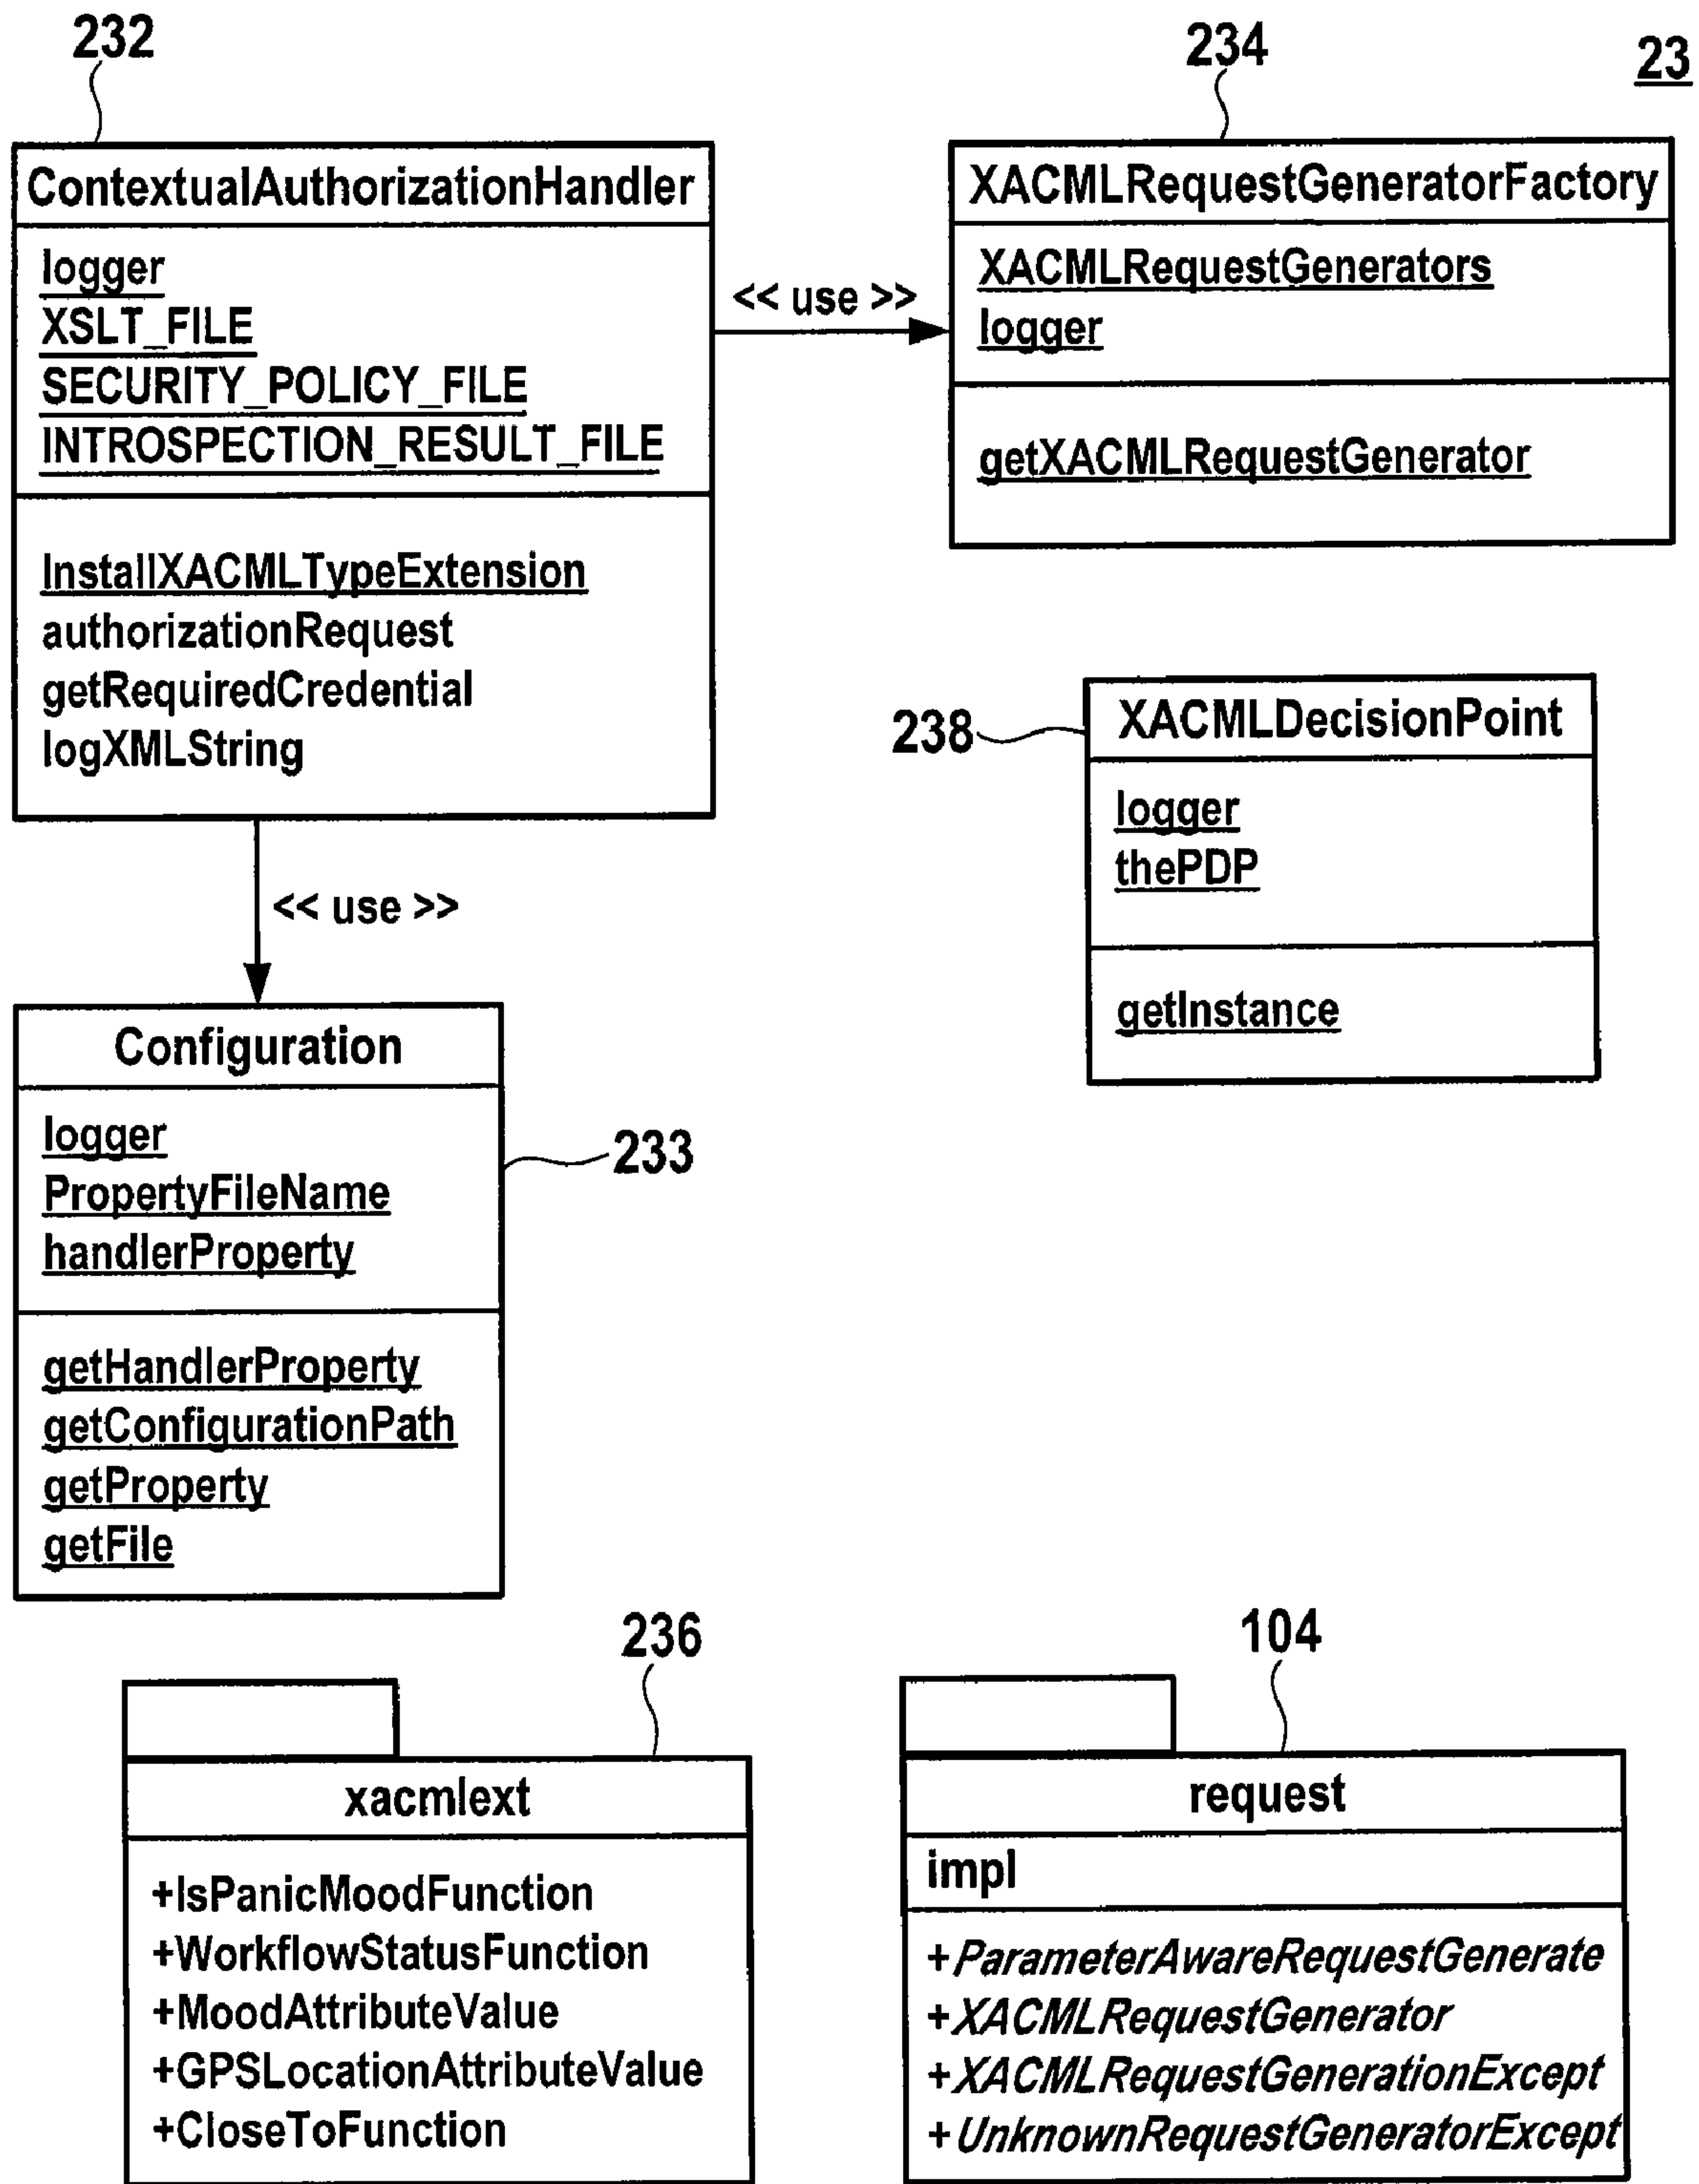 232
234
23
ContextualAuthorizationHandler
logger
XSLT_FILE
SECURITY_POLICY_FILE
INTROSPECTION_RESULT_FILE
InstallXACMLTypeExtension
authorizationRequest
getRequiredCredential
logXMLString
<< use >>
XACMLRequestGeneratorFactory
XACMLRequestGenerators
logger
getXACMLRequestGenerator
238
XACMLDecisionPoint
logger
thePDP
getInstance
<< use >>
Configuration
logger
PropertyFileName
handlerProperty
getHandlerProperty
getConfigurationPath
getProperty
getFile
233
236
xacmlext
+IsPanicMoodFunction
+WorkflowStatusFunction
+MoodAttributeValue
+GPSLocationAttributeValue
+CloseToFunction
104
request
impl
+ParameterAwareRequestGenerate
+XACMLRequestGenerator
+XACMLRequestGenerationExcept
+UnknownRequestGeneratorExcept